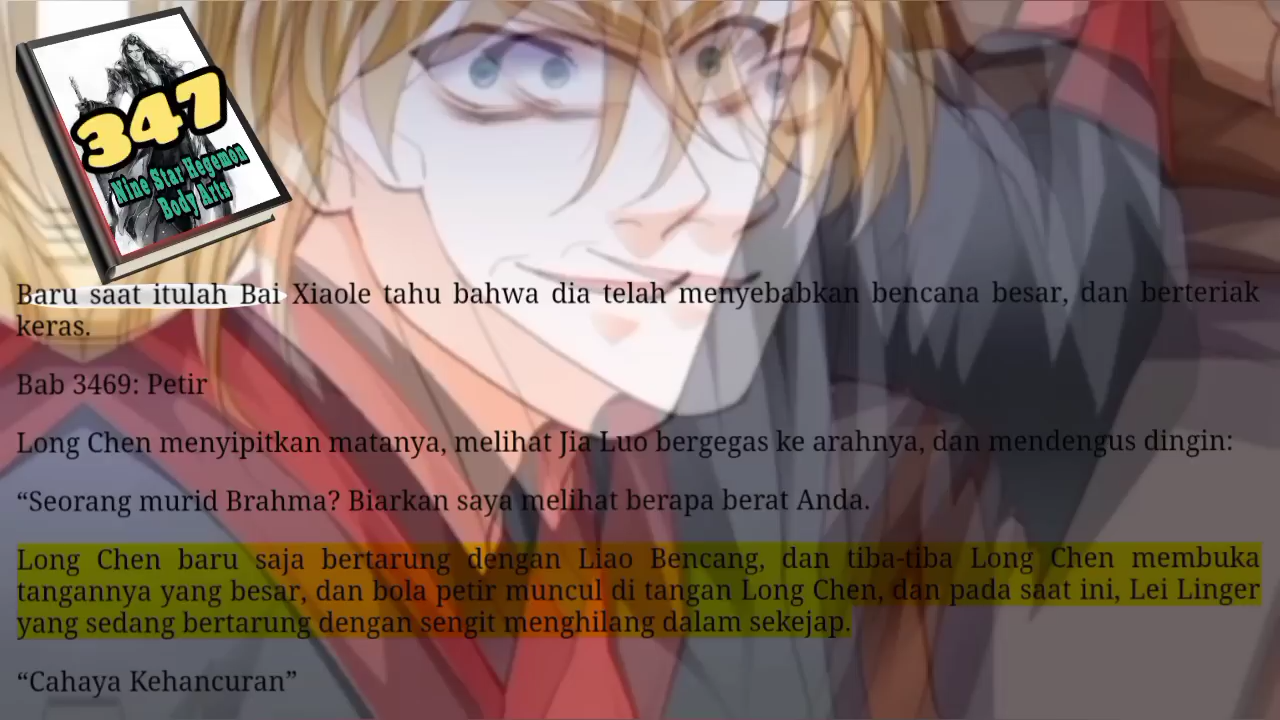 347
Nine Star Hegemon
Body Arts
Baru saat itulah Bai Xiaole tahu bahwa dia telah menyebabkan bencana besar, dan berteriak
keras.
Bab 3469: Petir
Long Chen menyipitkan matanya, melihat Jia Luo bergegas ke arahnya, dan mendengus dingin:
“Seorang murid Brahma? Biarkan saya melihat berapa berat Anda.
Long Chen baru saja bertarung dengan Liao Bencang, dan tiba-tiba Long Chen membuka
tangannya yang besar, dan bola petir muncul di tangan Long Chen, dan pada saat ini, Lei Linger
yang sedang bertarung dengan sengit menghilang dalam sekejap.
“Cahaya Kehancuran”